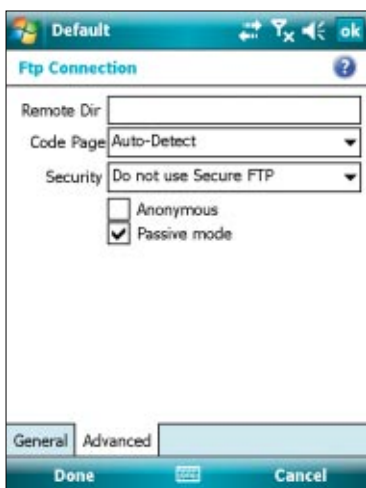 Default
ok
Ftp Connection
Remote Dir
Code Page Auto-Detect
Security Do not use Secure FTP
Anonymous
Passive mode
General Advanced
Done Cancel